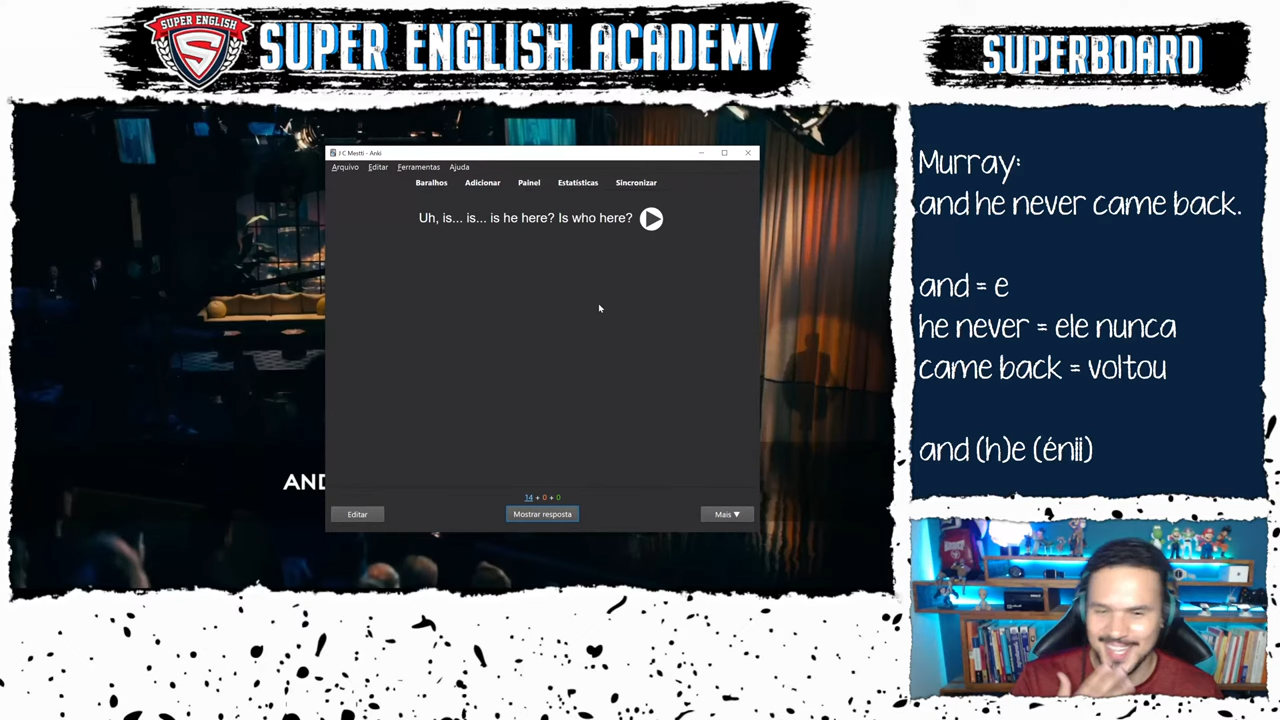 SUPER ENGLISH
S
SUPER ENGLISH ACADEMY
SUPERBOARD
J C Mestti - Anki
Arquivo Editar Ferramentas Ajuda
Baralhos Adicionar Painel Estatísticas Sincronizar
Uh, is... is... is he here? Is who here?
AND
14 + 0 + 0
Editar Mostrar resposta Mais ▼
Murray:
and he never came back.
and = e
he never = ele nunca
came back = voltou
and (h)e (énii)